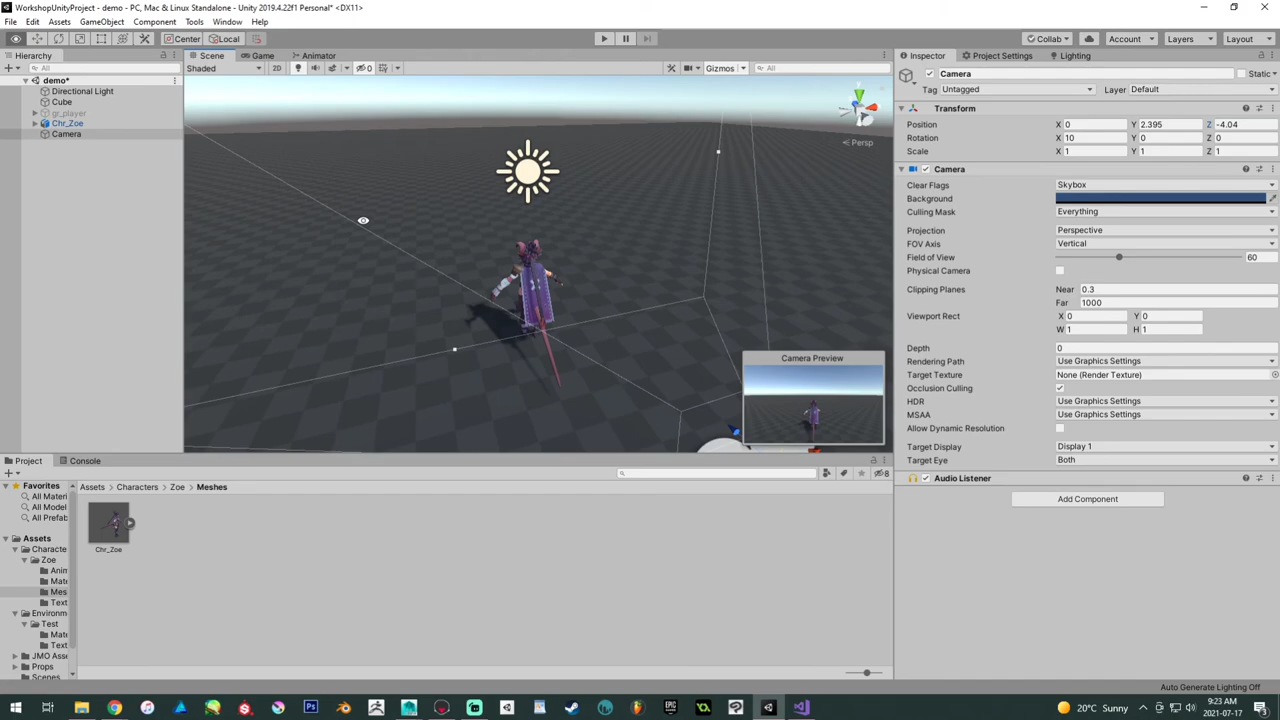 WorkshopUnityProject - demo - PC, Mac & Linux Standalone - Unity 2019.4.22f1 Personal* <DX11>
File Edit Assets GameObject Component Tools Window Help
Center Local Collab Account Layers Layout
Hierarchy Scene Game Animator Inspector Project Settings Lighting
All Shaded 2D 0 Gizmos All Camera Static
demo* Tag Untagged Layer Default
Directional Light
Cube Transform
gr_player Position X 0 Y 2.395 Z -4.04
Chr_Zoe Rotation X 10 Y 0 Z 0
Camera Persp Scale X 1 Y 1 Z 1
Camera
Clear Flags Skybox
Background
Culling Mask Everything
Projection Perspective
FOV Axis Vertical
Field of View 60
Physical Camera
Clipping Planes Near 0.3
Far 1000
Viewport Rect X 0 Y 0
W 1 H 1
Depth 0
Camera Preview Rendering Path Use Graphics Settings
Target Texture None (Render Texture)
Occlusion Culling
HDR Use Graphics Settings
MSAA Use Graphics Settings
Allow Dynamic Resolution
Target Display Display 1
Target Eye Both
Audio Listener
Add Component
Project Console
8
Favorites Assets Characters Zoe Meshes
All Materi
All Model
All Prefab
Assets
Characte Chr_Zoe
Zoe
Anim
Mate
Mes
Text
Environm
Test
Mate
Text
JMO Asse
Props
Scenes
Auto Generate Lighting Off
20°C Sunny 9:23 AM
2021-07-17
3